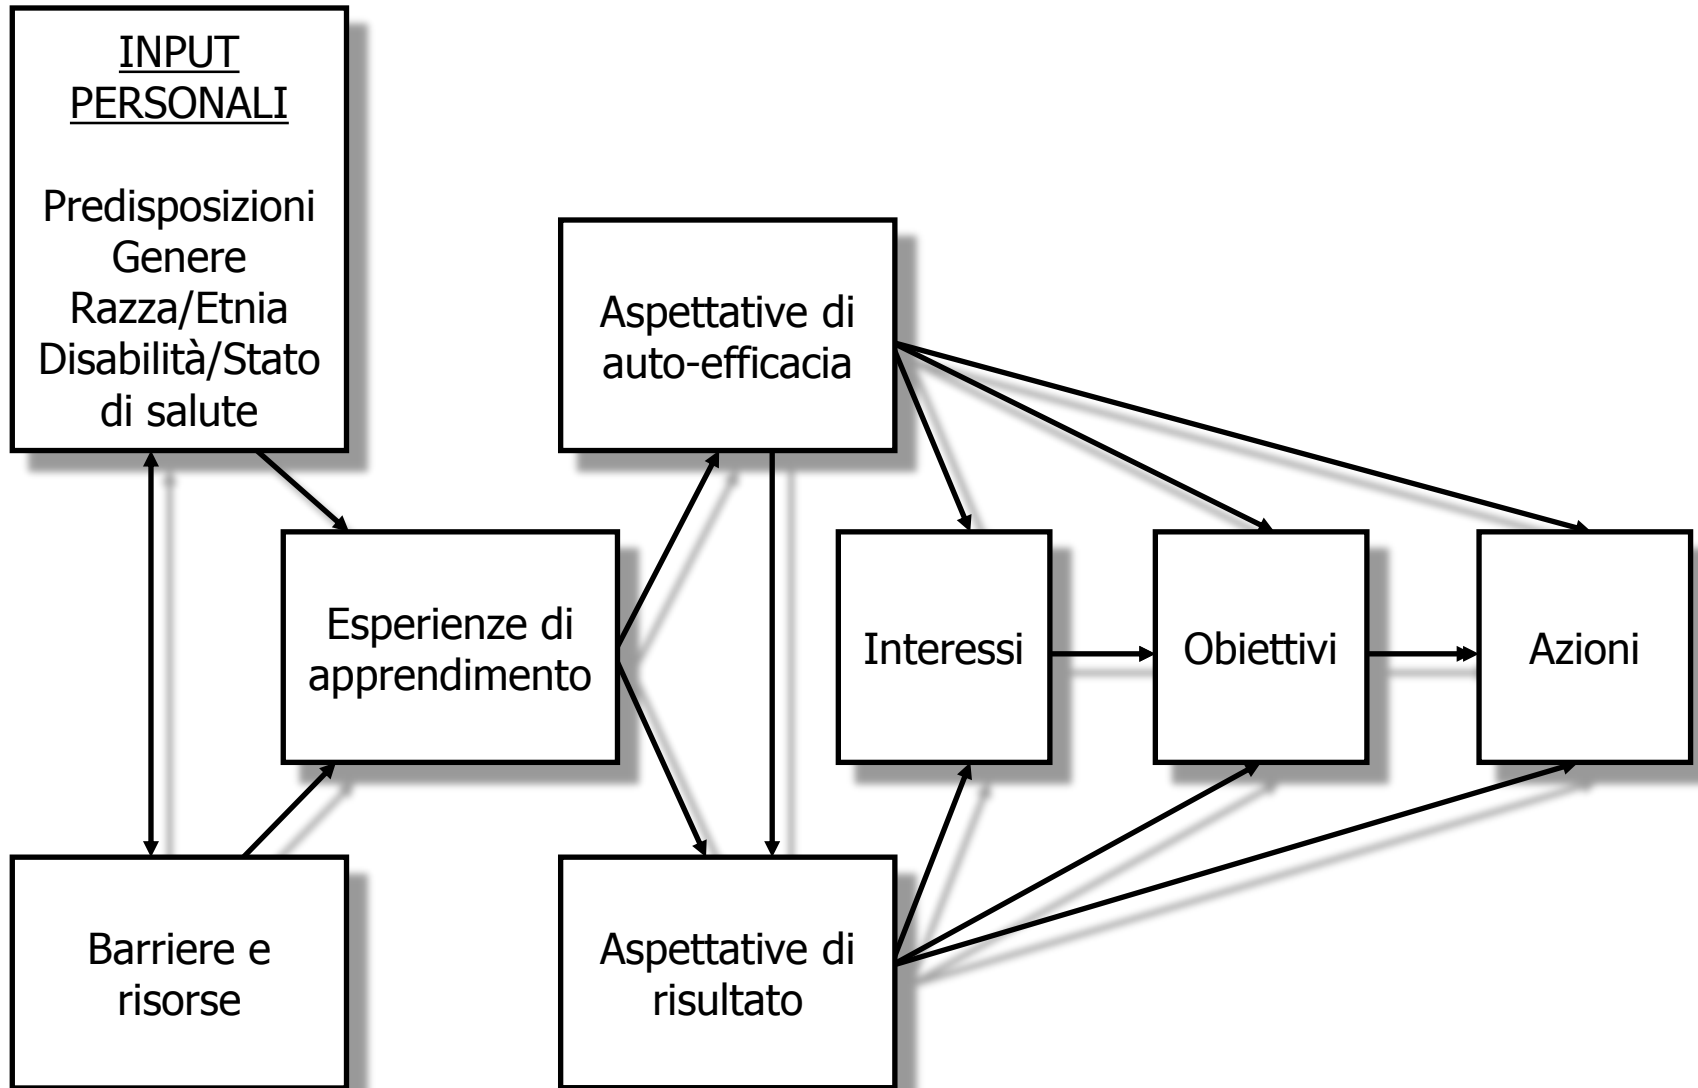 INPUT
PERSONALI
Predisposizioni
Genere
Razza/Etnia
Disabilità/Stato
di salute
Aspettative di
auto-efficacia
Esperienze di
apprendimento
Interessi
Obiettivi
Azioni
Barriere e
risorse
Aspettative di
risultato